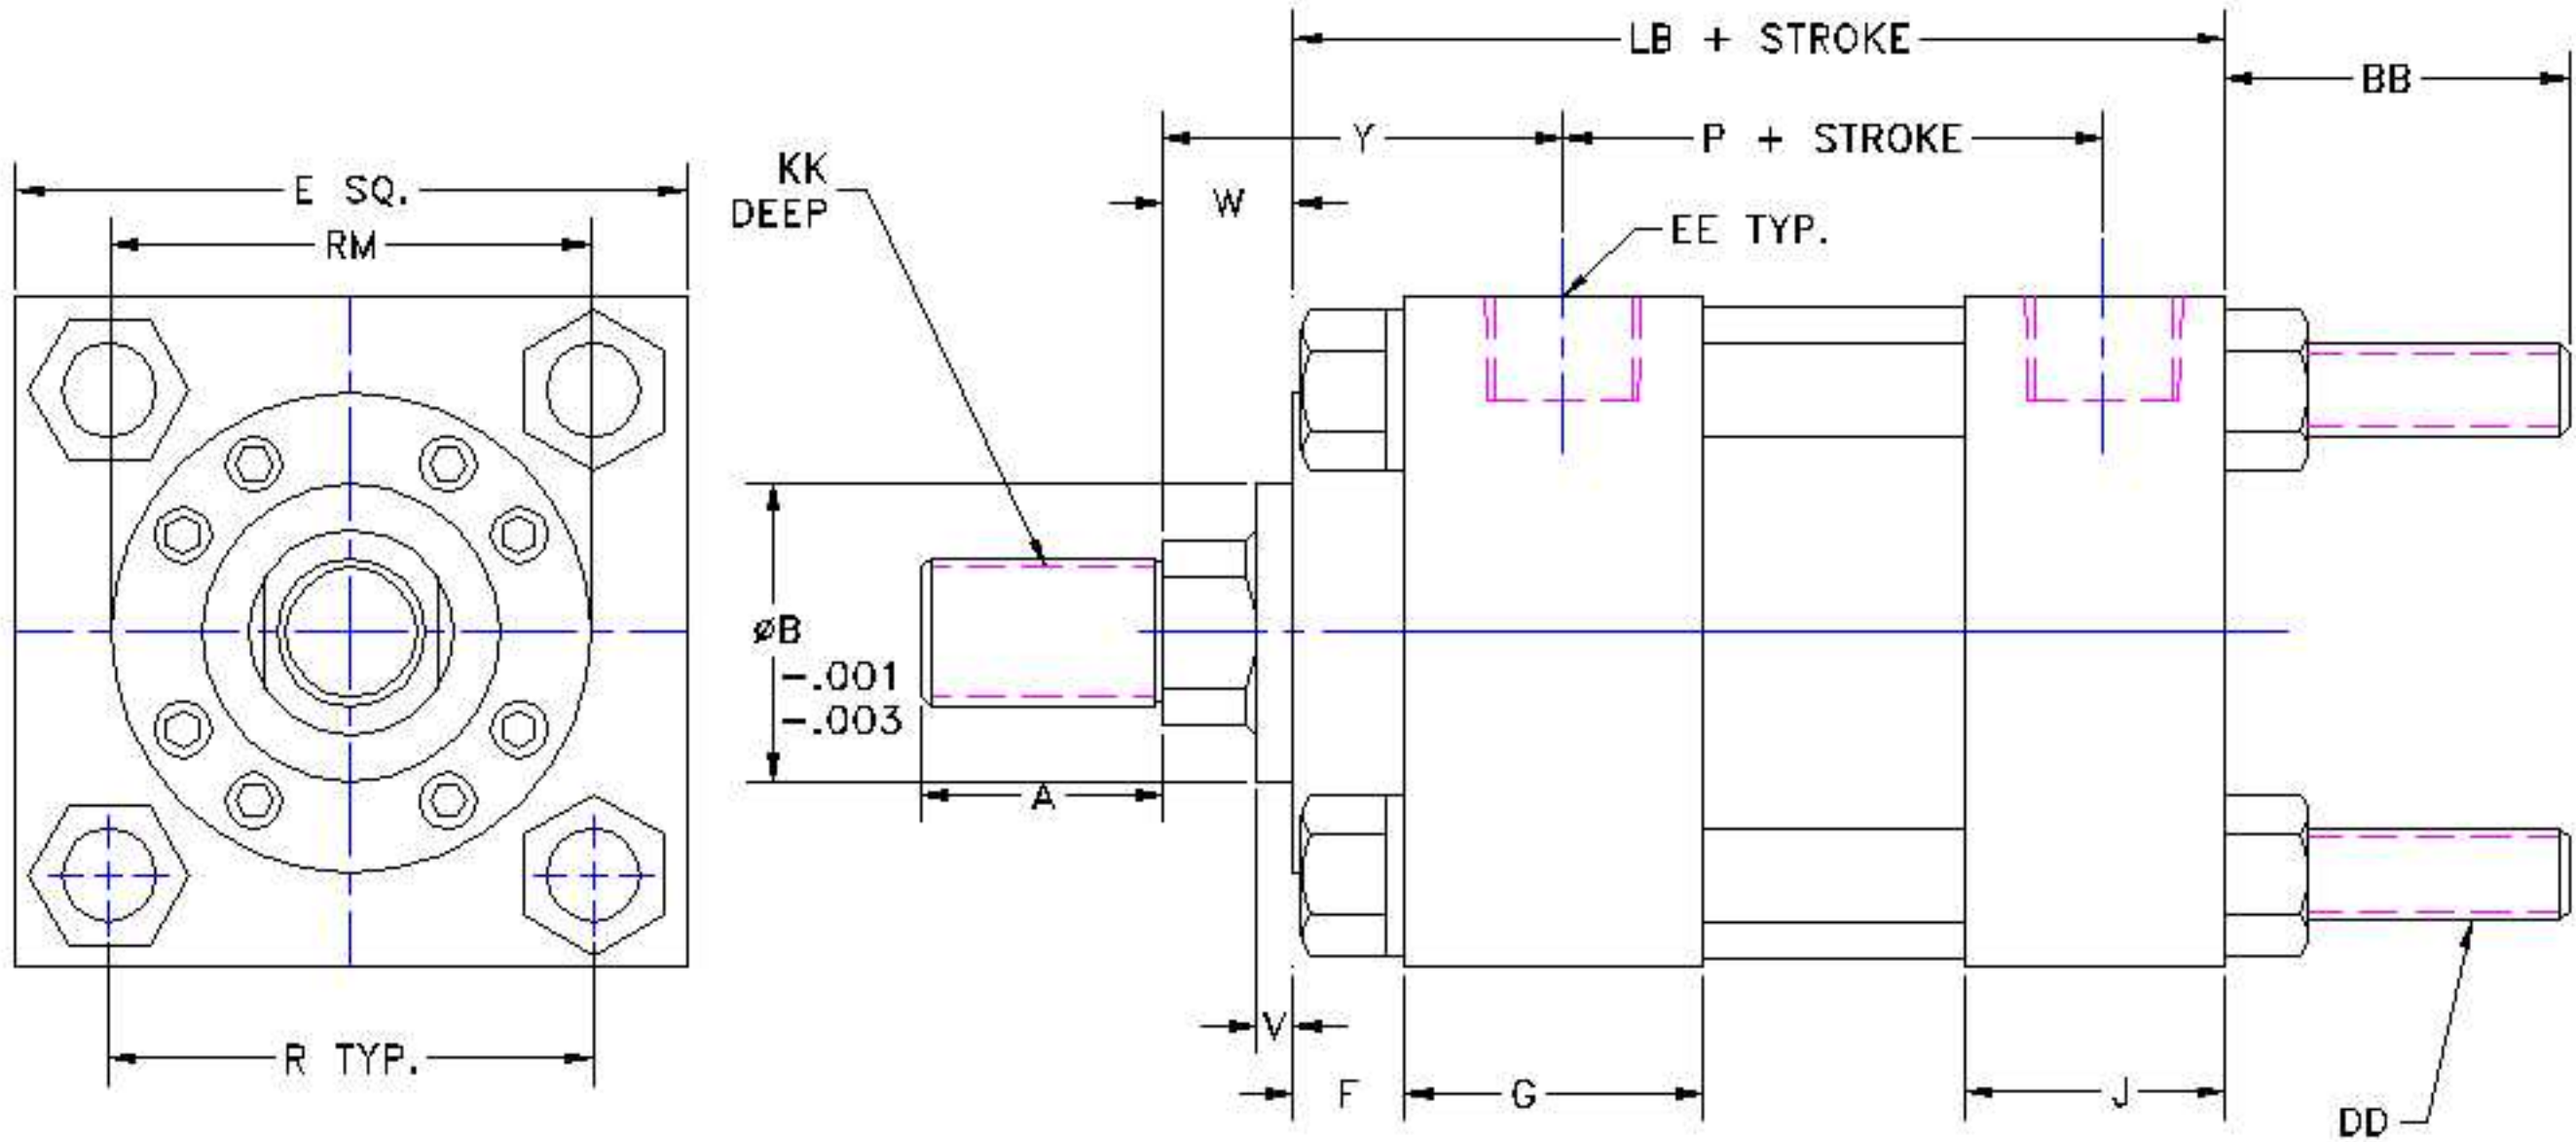 LB + STROKE
BB
Y
P + STROKE
KK
DEEP
E SQ.
W
RM
EE TYP.
øB
-.001
-.003
A
V
R TYP.
F
G
J
DD